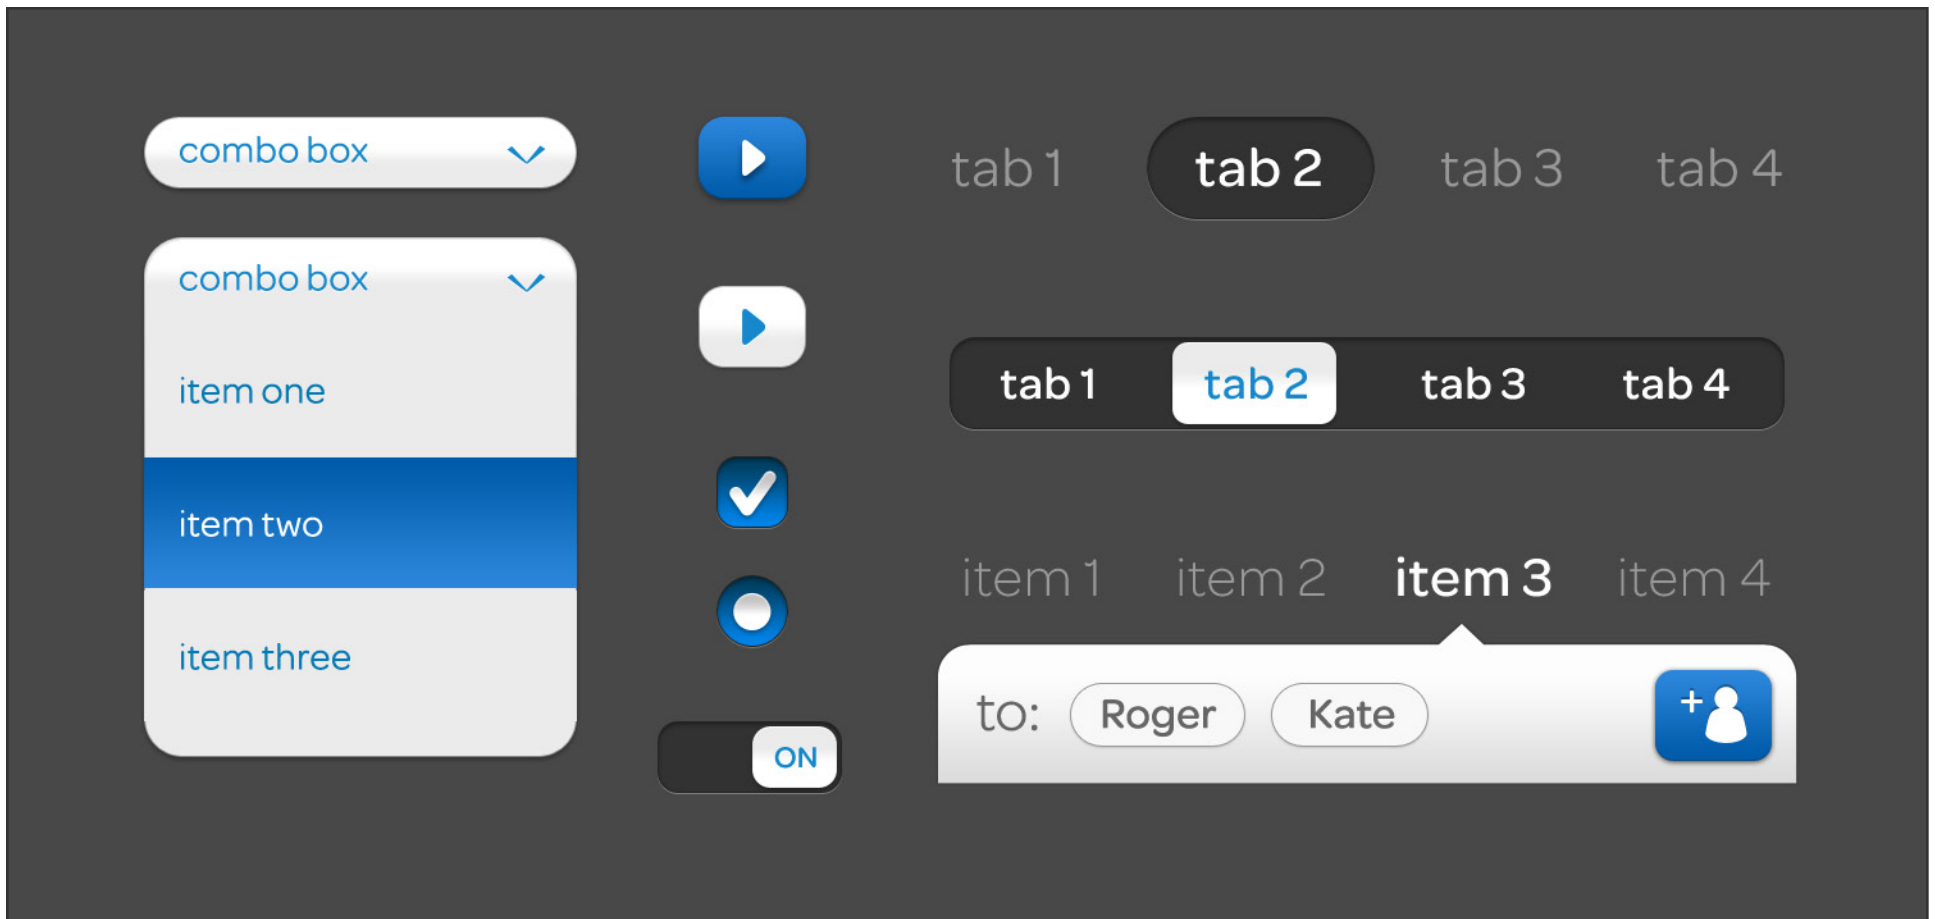 combo box
combo box
item one
item two
item three
ON
tab 1 tab 2 tab 3 tab 4
tab 1 tab 2 tab 3 tab 4
item 1 item 2 item 3 item 4
to: Roger Kate